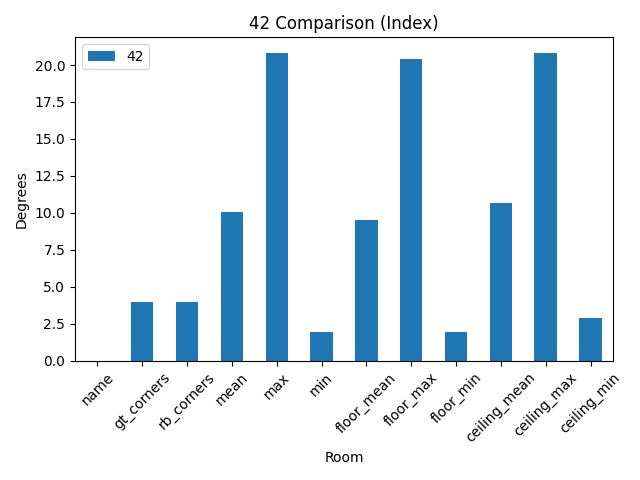 42 Comparison (Index)
42
Degrees
20.0
17.5
15.0
12.5
10.0
7.5
5.0
2.5
0.0
name
gt_corners
rb_corners
mean
max
min
floor_mean
floor_max
floor_min
ceiling_mean
ceiling_max
ceiling_min
Room